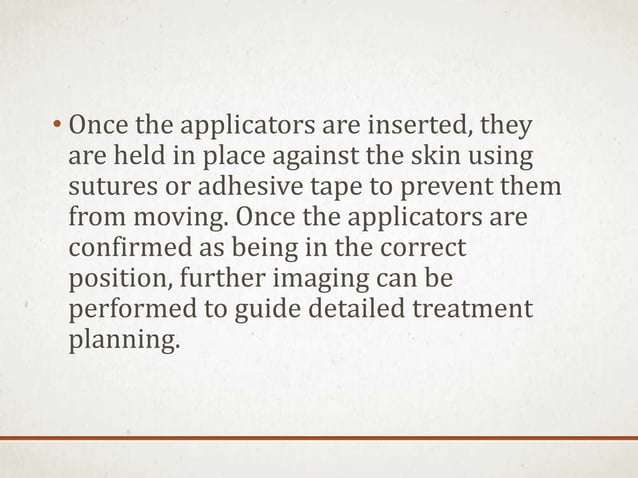 • Once the applicators are inserted, they
are held in place against the skin using
sutures or adhesive tape to prevent them
from moving. Once the applicators are
confirmed as being in the correct
position, further imaging can be
performed to guide detailed treatment
planning.